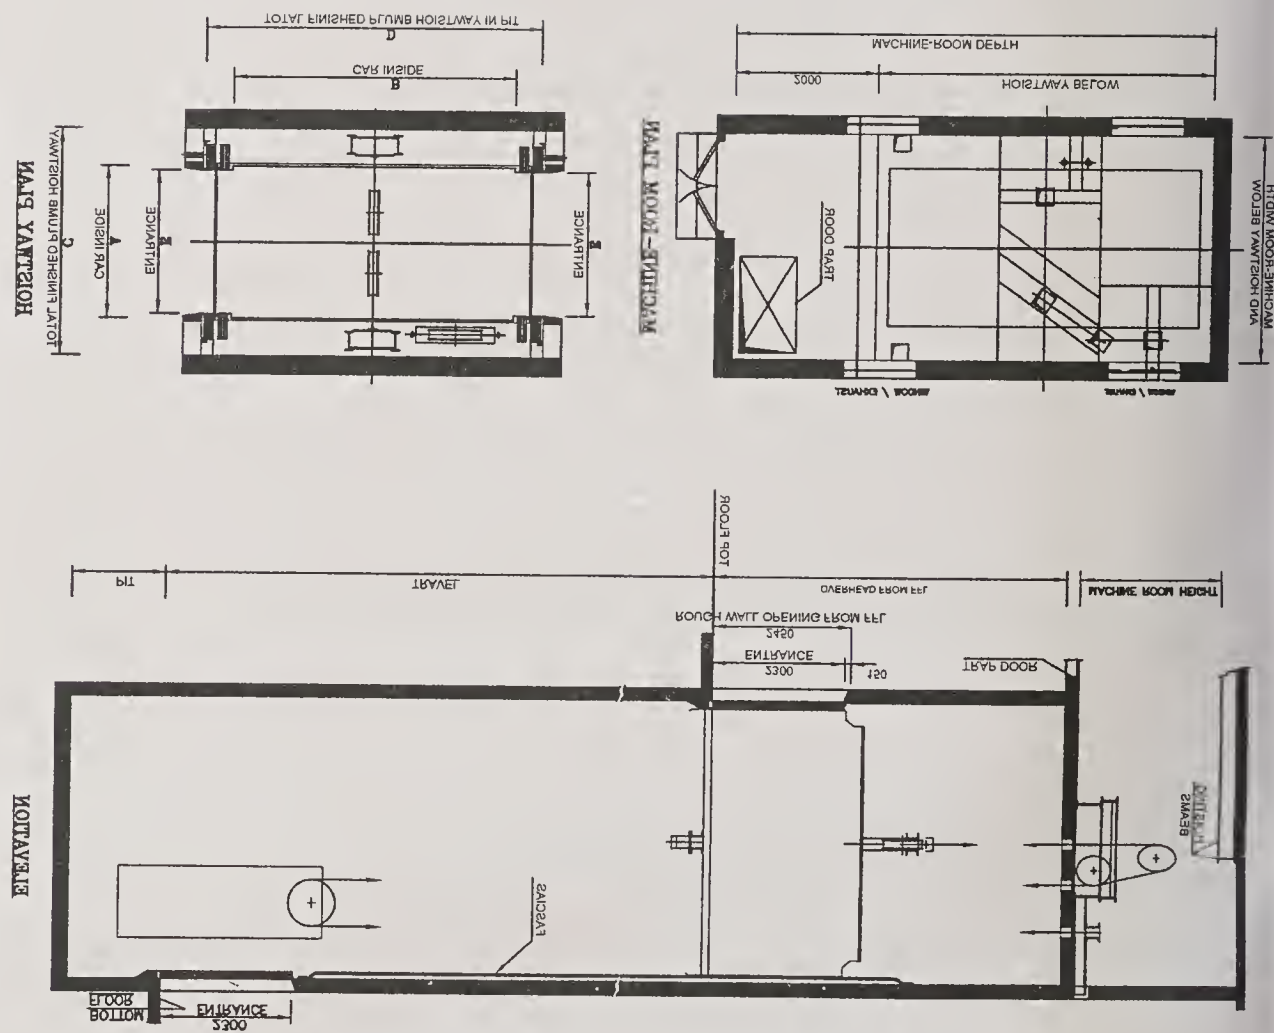 TOTAL FINISHED PLUMB HOISTWAY IN PIT
D
CAR INSIDE
B
HOISTWAY PLAN
TOTAL FINISHED PLUMB HOISTWAY
C
CAR INSIDE
A
ENTRANCE
E
ENTRANCE
E
MACHINE-ROOM DEPTH
2000
HOISTWAY BELOW
MACHINE-ROOM PLAN
TRAP DOOR
MACHINE-ROOM WIDTH
AND HOISTWAY BELOW
PIT
TRAVEL
TOP FLOOR
OVERHEAD FROM FFL
MACHINE ROOM HEIGHT
2450
ROUGH WALL OPENING FROM FFL
2300
ENTRANCE
150
TRAP DOOR
ELEVATION
HOISTING
BEAMS
FASCIAS
BOTTOM
FLOOR
2300
ENTRANCE